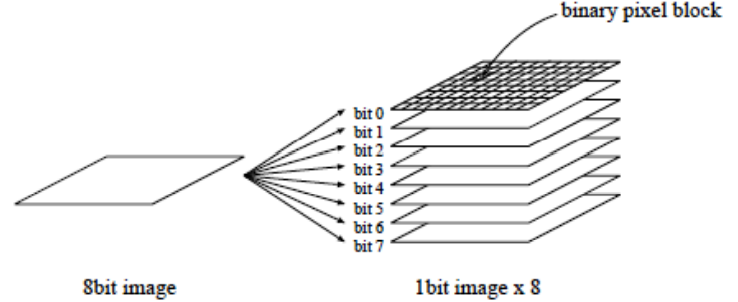 binary pixel block
bit 0
bit 1
bit 2
bit 3
bit 4
bit 5
bit 6
bit 7
8bit image
1bit image x 8